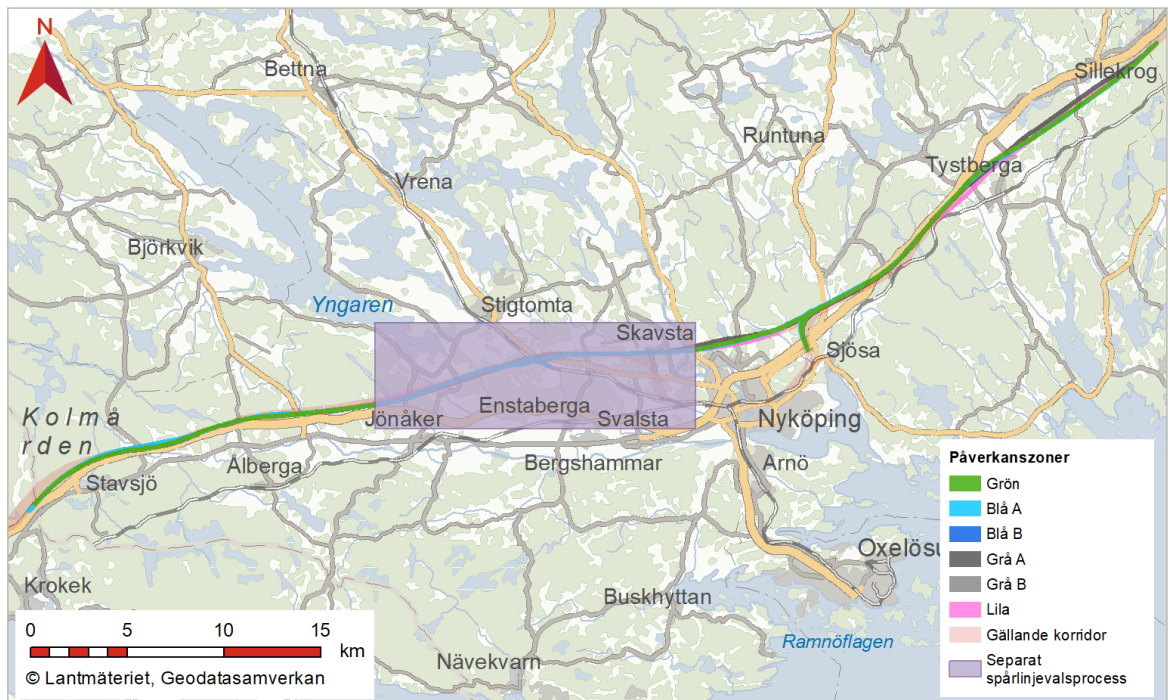 N
Bettna
Sillekrog
Runtuna
Tystberga
Vrena
Björkvik
Yngaren
Stigtomta
Skavsta
Sjösa
Kolmå
rden
Jönåker
Enstaberga
Svalsta
Nyköping
Ålberga
Bergshammar
Arnö
Stavsjö
Oxelösu
Krokek
Buskhyttan
Ramnöflagen
Nävekvarn
Påverkanszoner
Grön
Blå A
Blå B
Grå A
Grå B
Lila
Gällande korridor
Separat
spårlinjevalsprocess
0 5 10 15
km
© Lantmäteriet, Geodatasamverkan